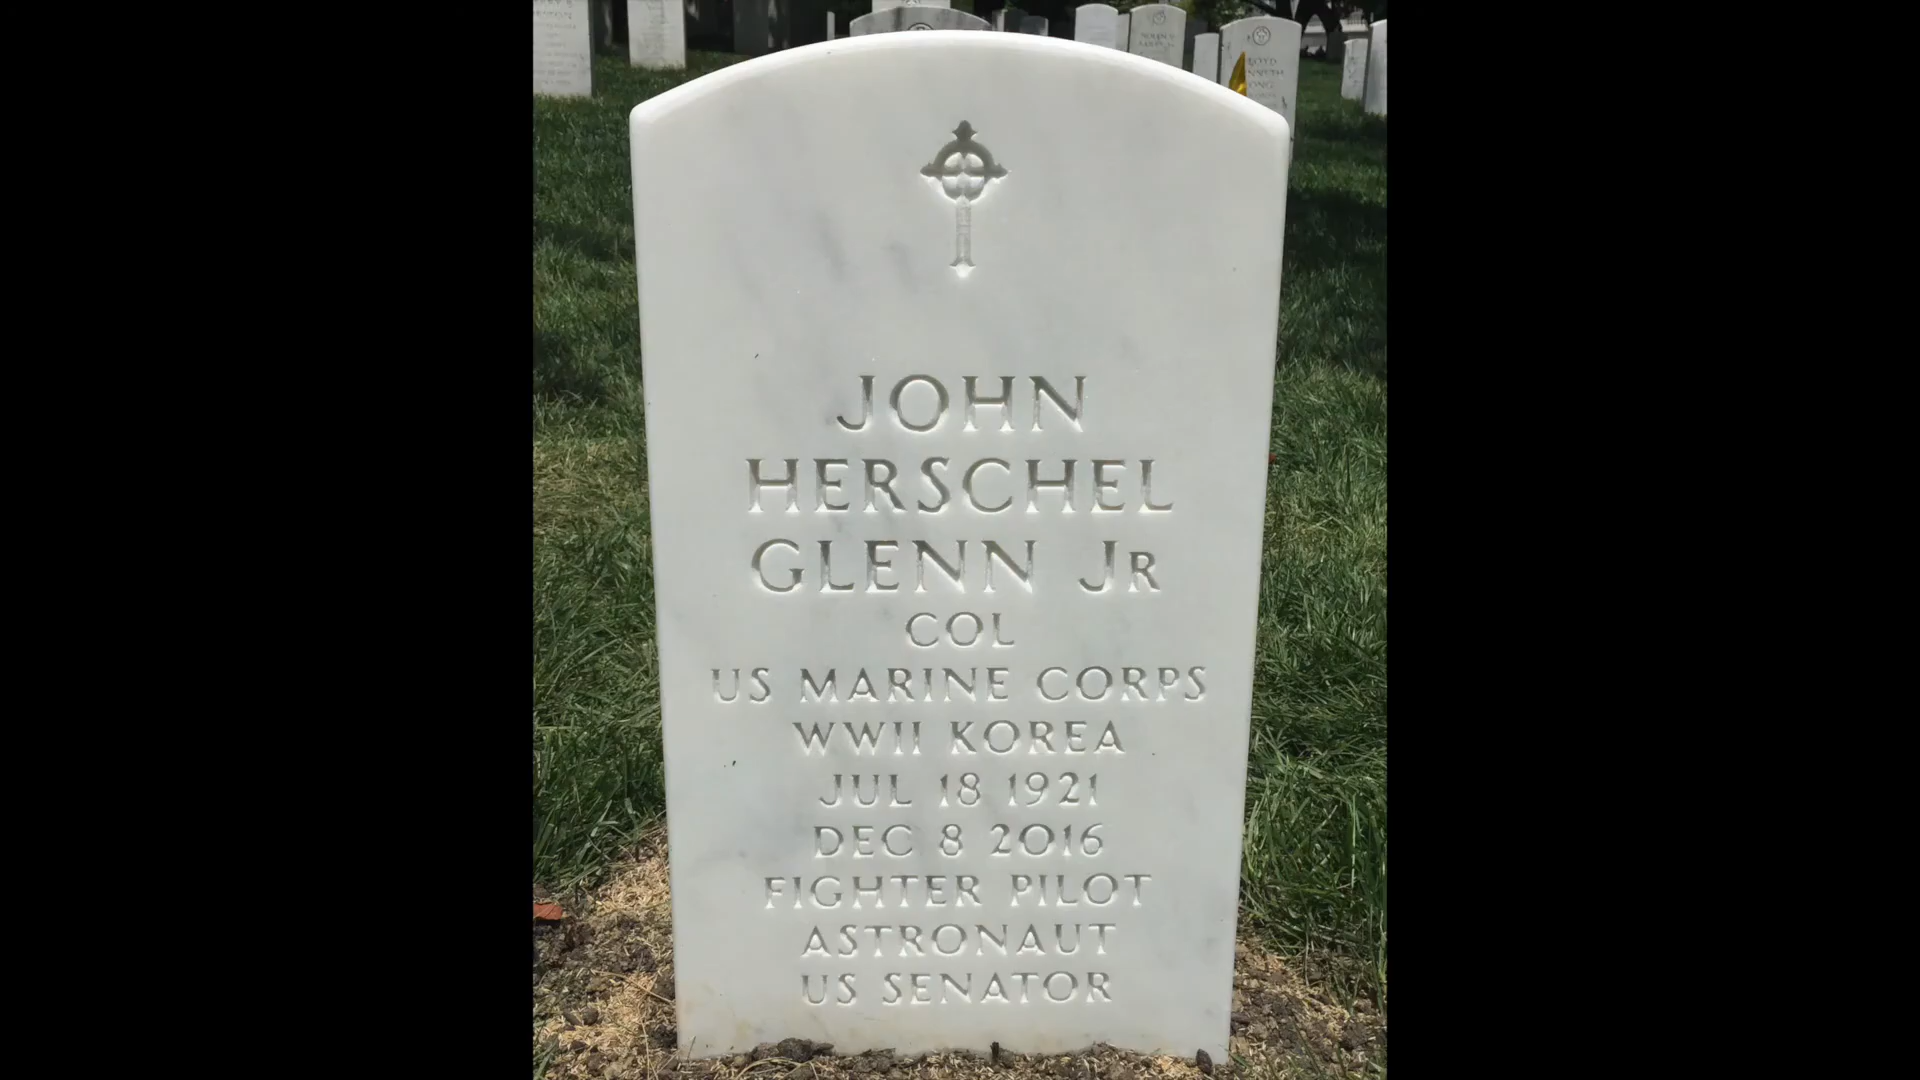 JOHN
HERSCHEL
GLENN JR
COL
US MARINE CORPS
WWII KOREA
JUL 18 1921
DEC 8 2016
FIGHTER PILOT
ASTRONAUT
US SENATOR